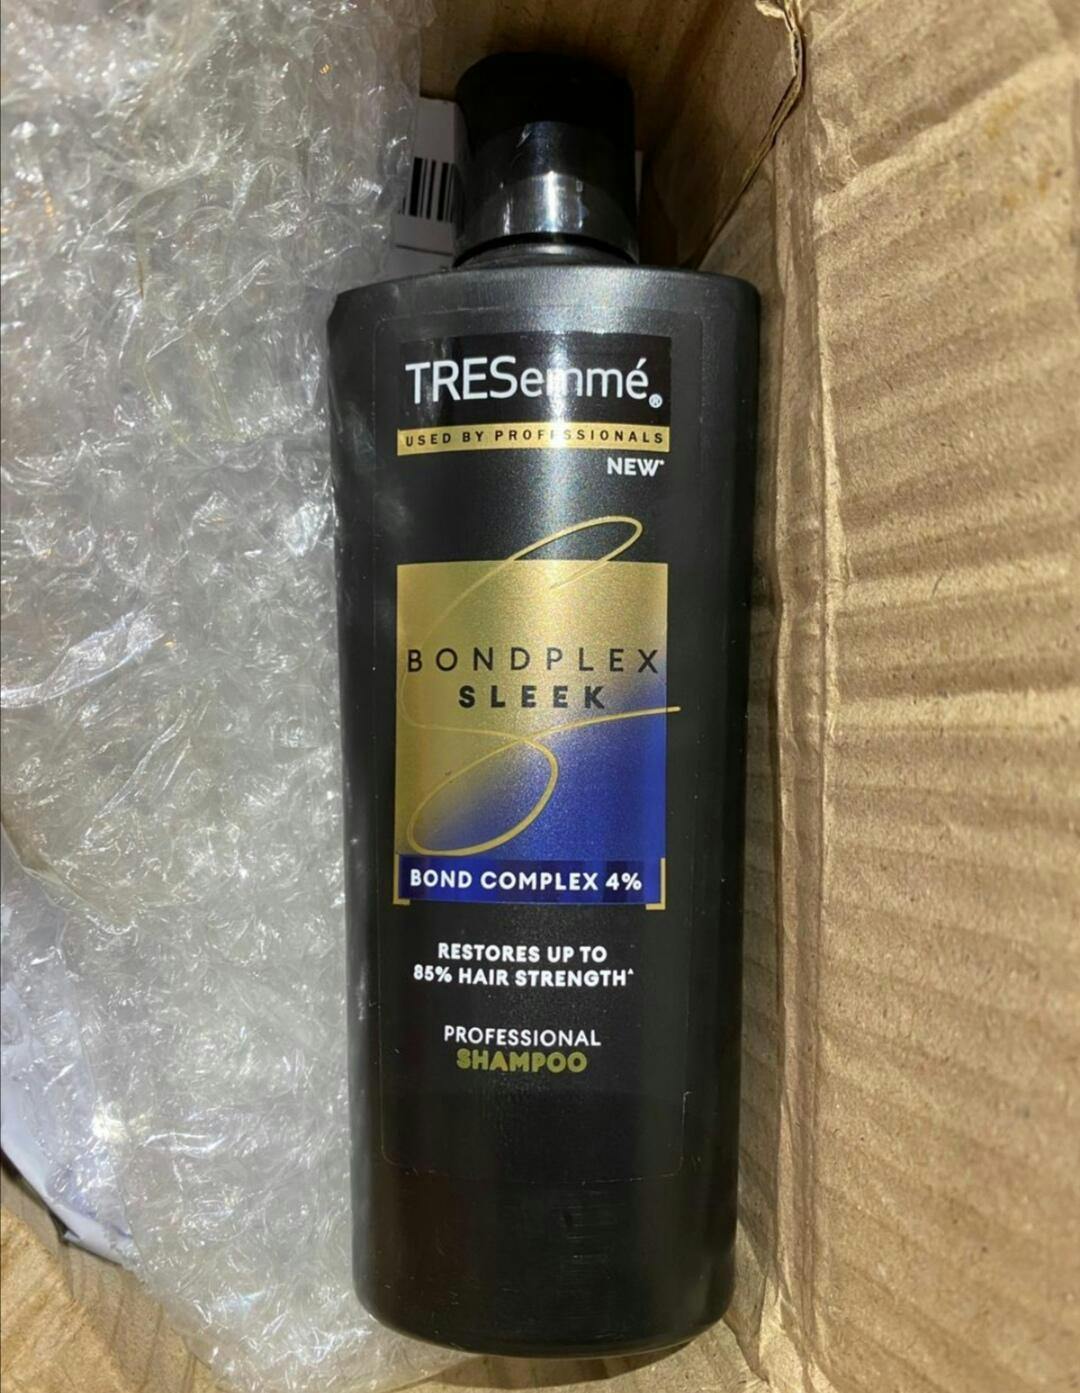 TRESemmé®
USED BY PROFESSIONALS
NEW*
BONDPLEX
SLEEK
BOND COMPLEX 4%
RESTORES UP TO
85% HAIR STRENGTH^
PROFESSIONAL
SHAMPOO